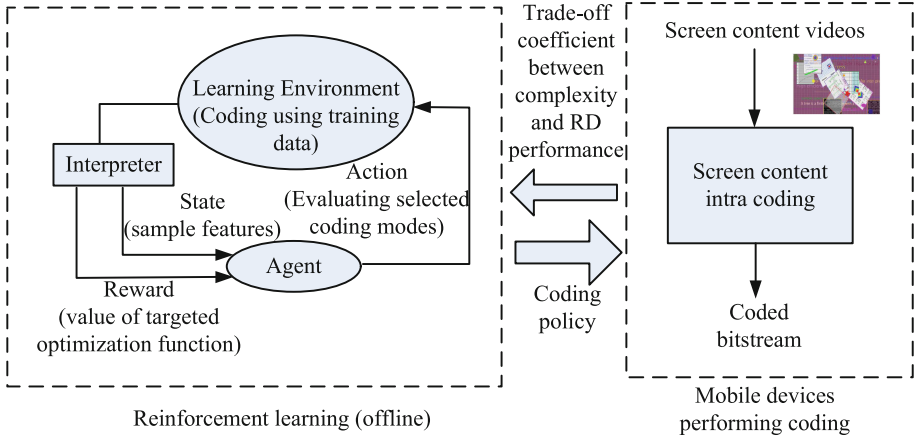 Learning Environment
(Coding using training
data)
Interpreter
State
(sample features)
Action
(Evaluating selected
coding modes)
Agent
Reward
(value of targeted
optimization function)
Reinforcement learning (offline)
Trade-off
coefficient
between
complexity
and RD
performance
Coding
policy
Screen content videos
Screen content
intra coding
Coded
bitstream
Mobile devices
performing coding